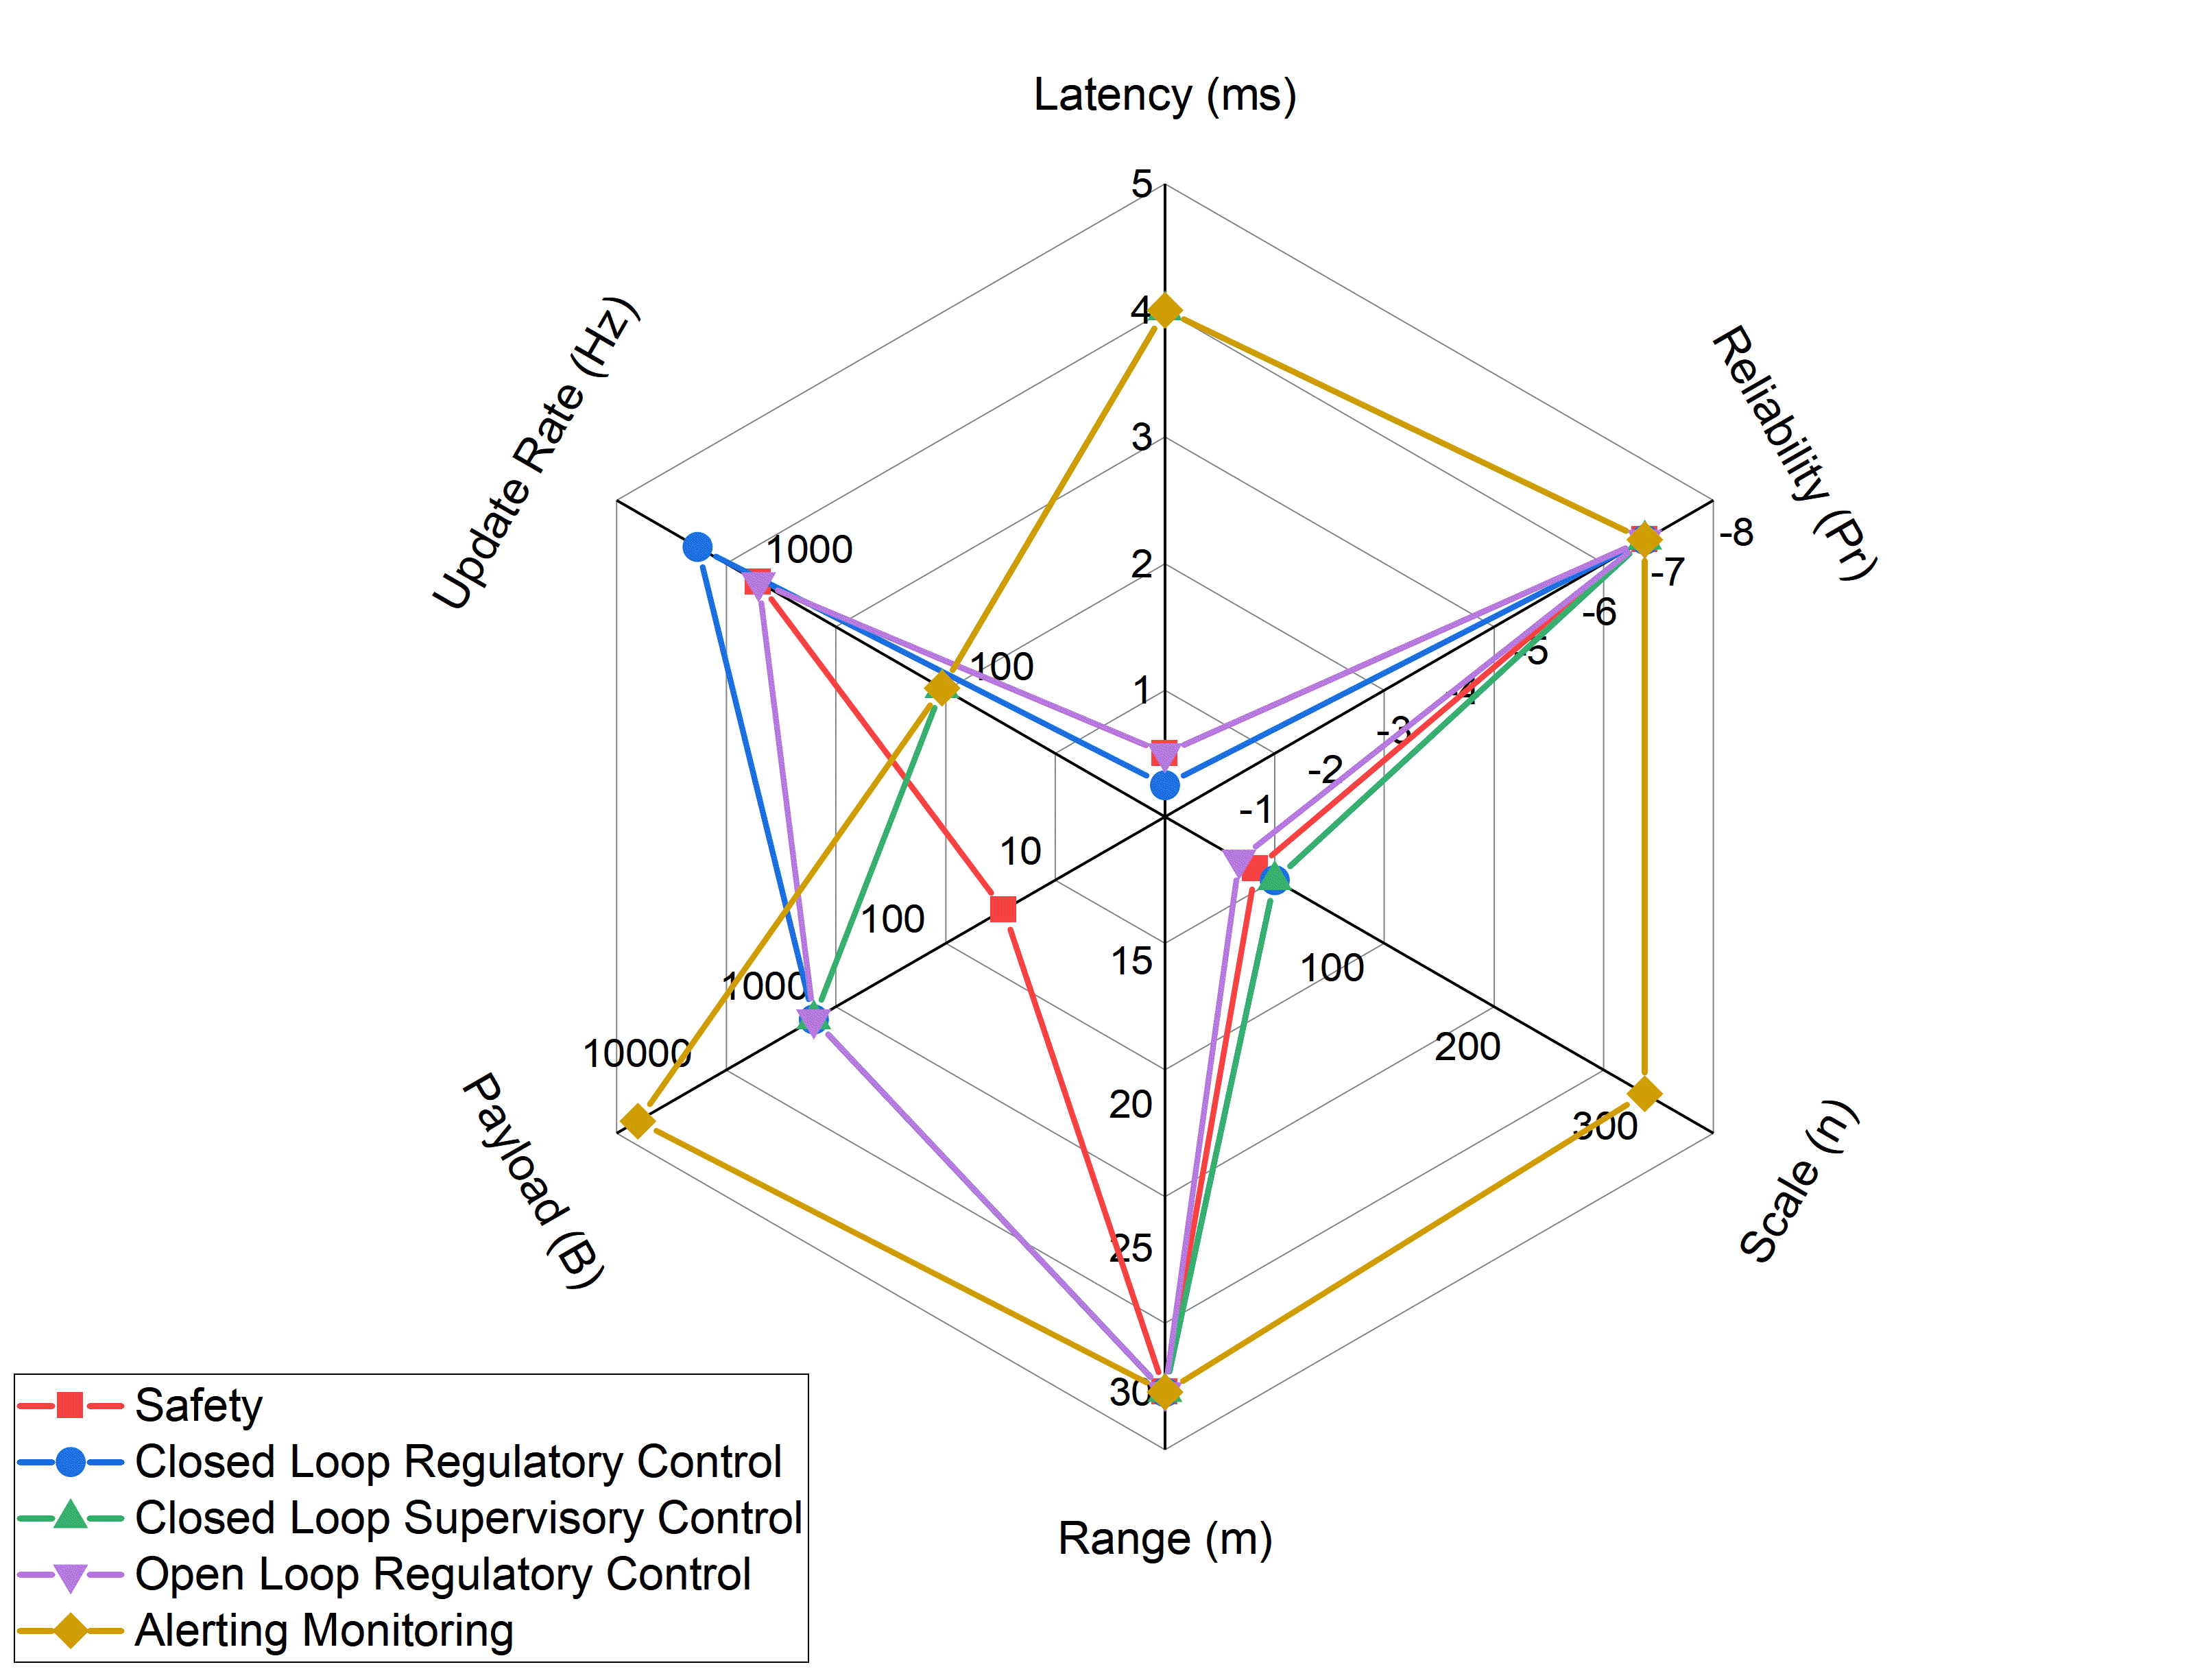 Latency (ms)
5
4
3
2
1
Reliability (Pr)
-8
-7
-6
-5
-4
-3
-2
-1
Update Rate (Hz)
1000
100
10
100
1000
10000
Payload (B)
15
20
25
30
Range (m)
100
200
300
Scale (n)
Safety
Closed Loop Regulatory Control
Closed Loop Supervisory Control
Open Loop Regulatory Control
Alerting Monitoring